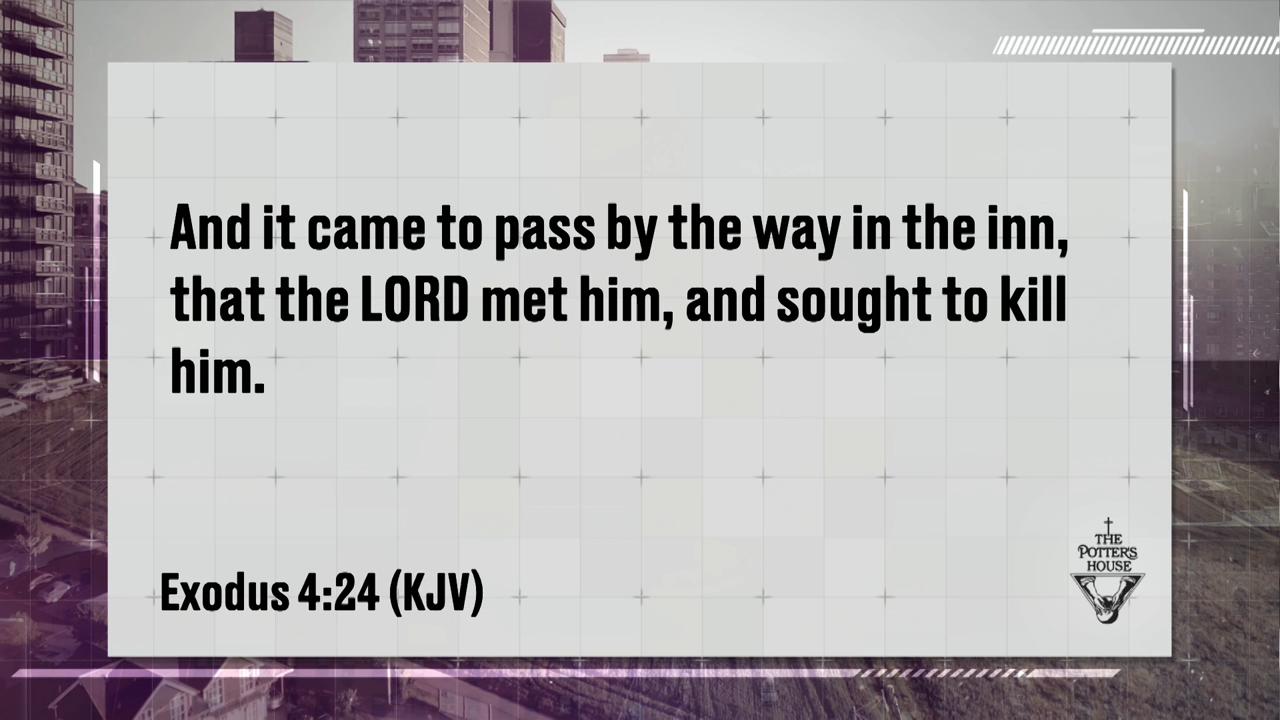 And it came to pass by the way in the inn,
that the LORD met him, and sought to kill
him.
Exodus 4:24 (KJV)
THE
POTTER'S
HOUSE